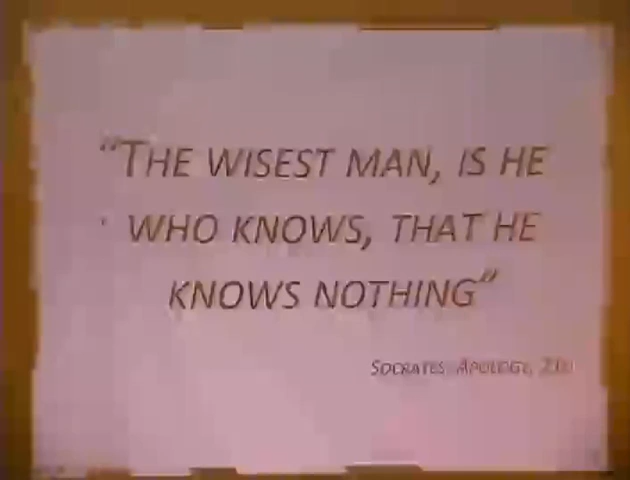 “THE WISEST MAN, IS HE
WHO KNOWS, THAT HE
KNOWS NOTHING”
SOCRATES: APOLOGY,